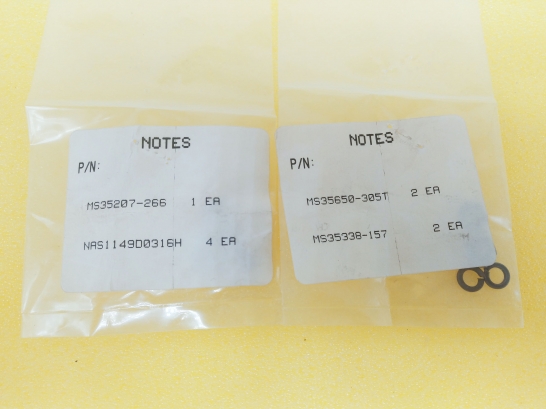 NOTES
P/N:
MS35207-266 1 EA
NAS1149D0316H 4 EA
NOTES
P/N:
MS35650-305T 2 EA
MS35338-157 2 EA